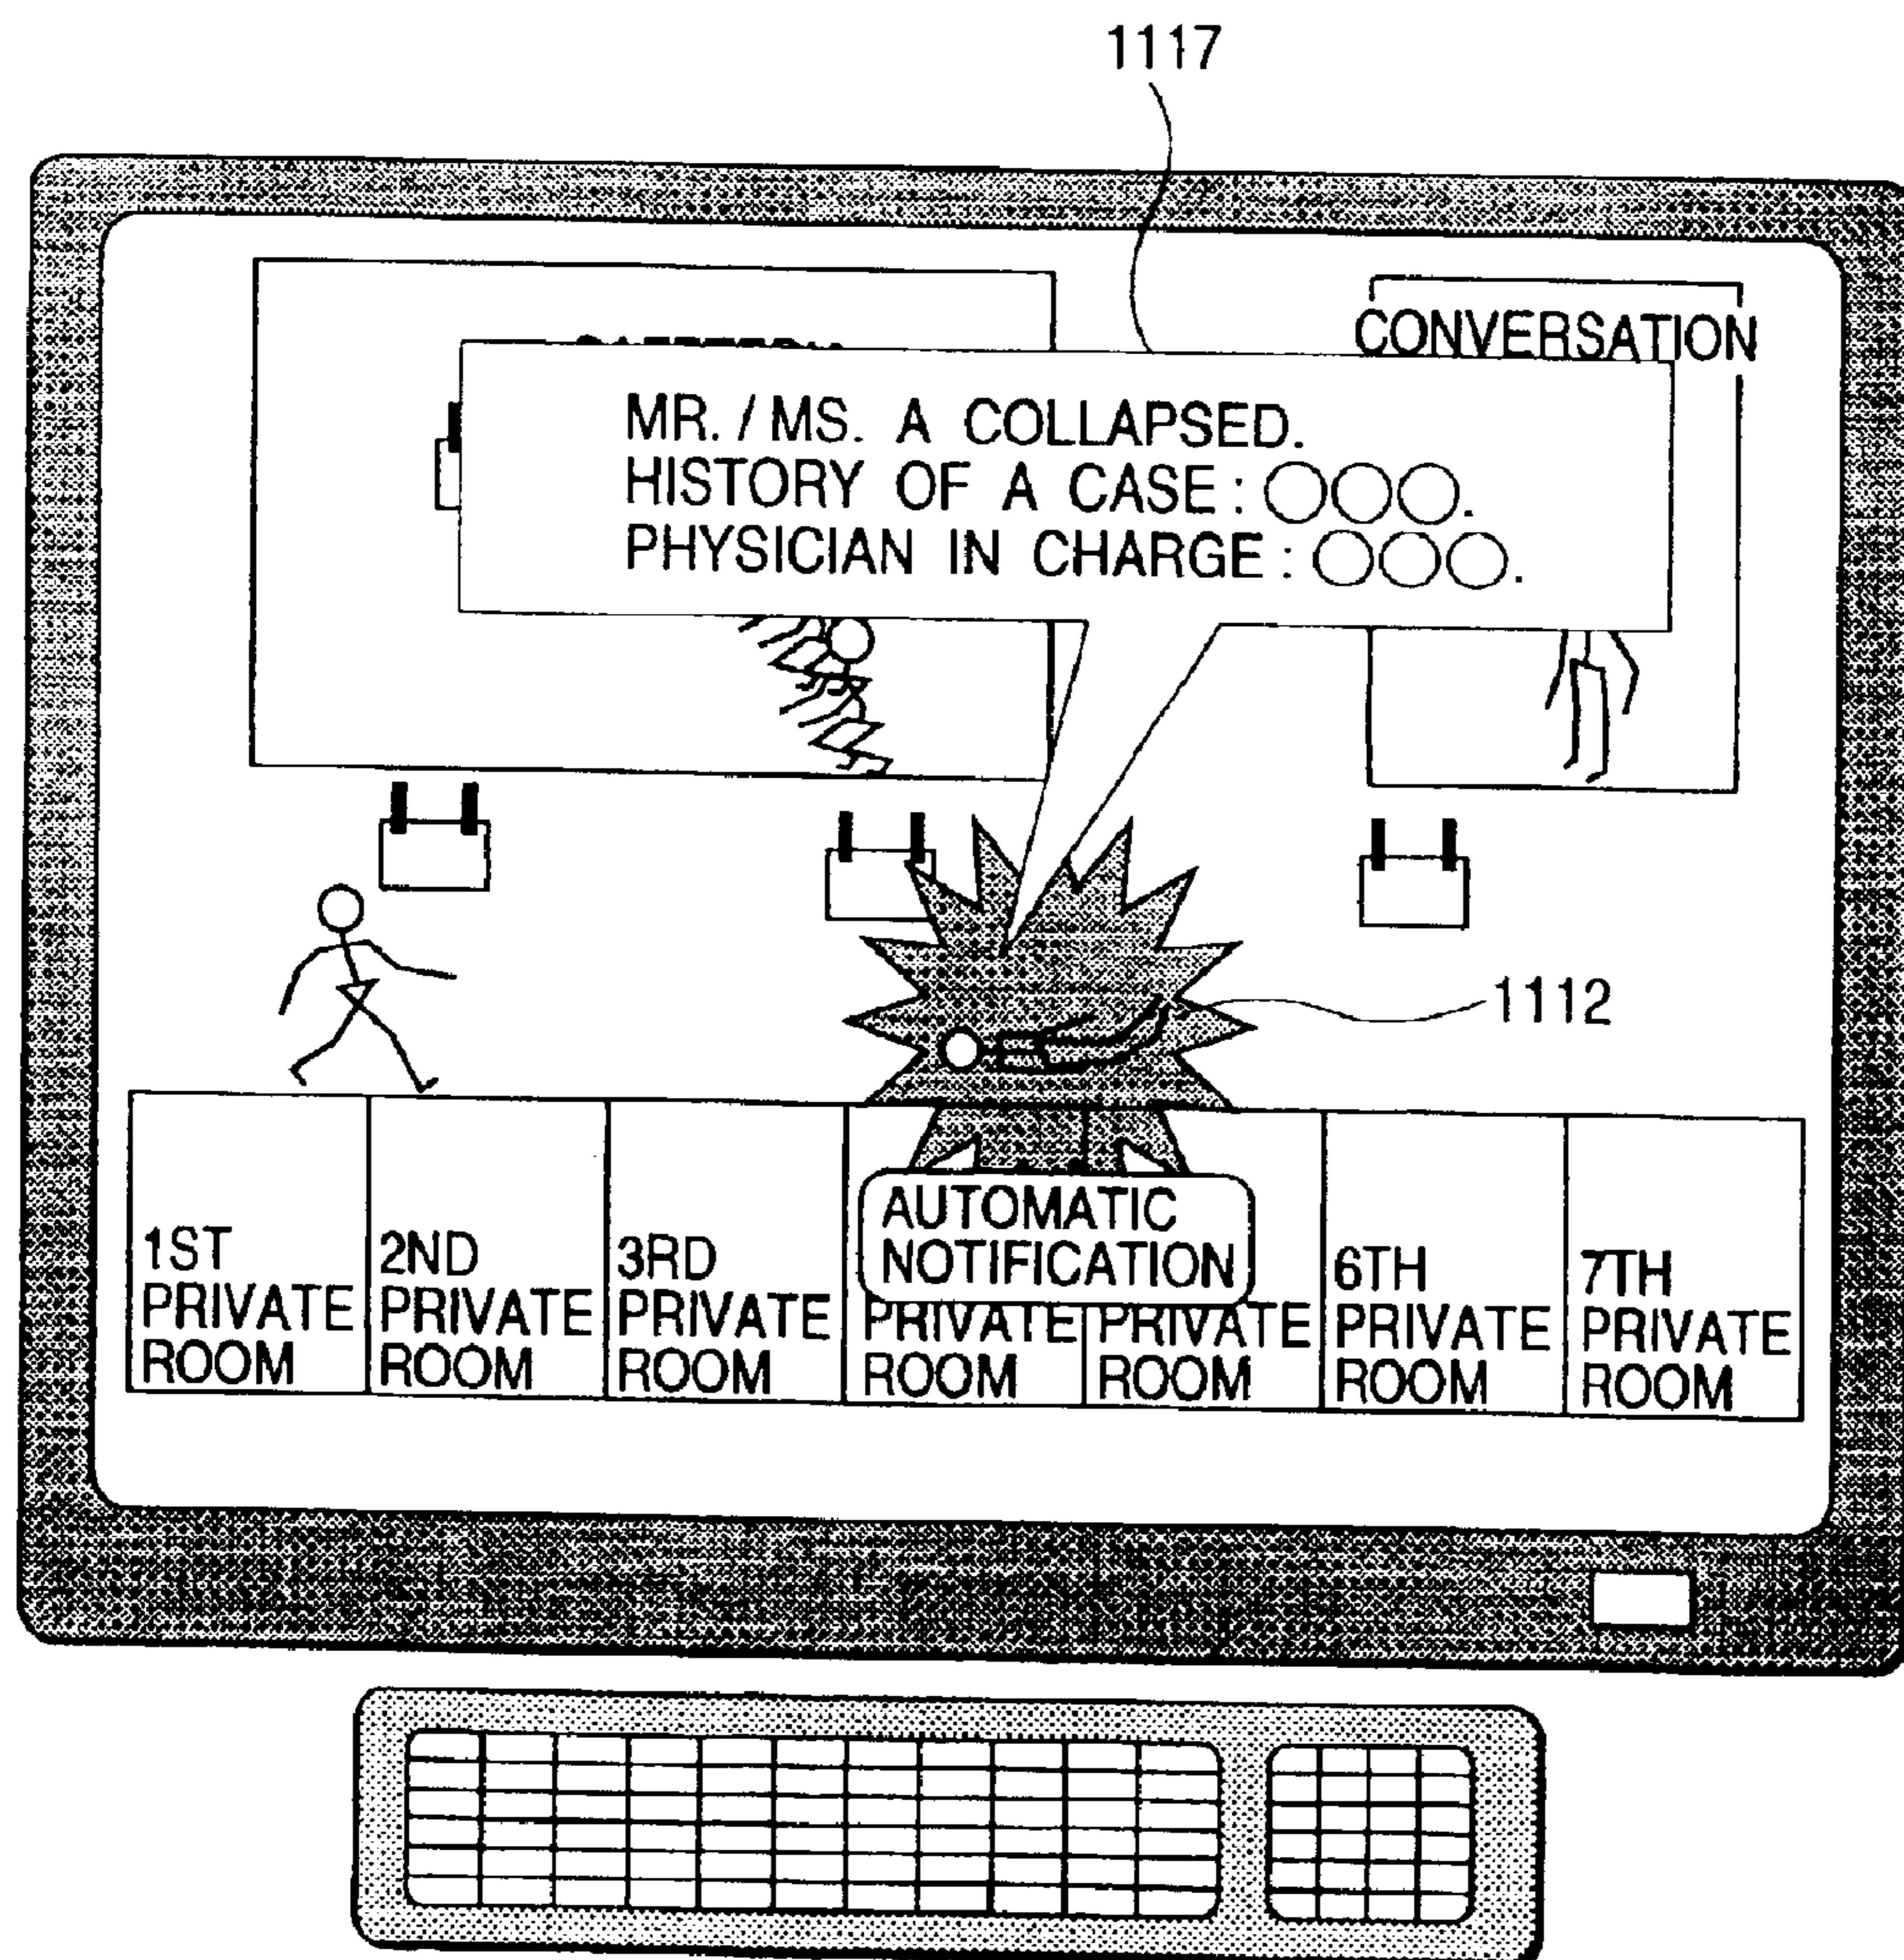 1117
CONVERSATION
MR. / MS. A COLLAPSED.
HISTORY OF A CASE : ○○○.
PHYSICIAN IN CHARGE : ○○○.
1112
AUTOMATIC
NOTIFICATION
1ST
PRIVATE
ROOM
2ND
PRIVATE
ROOM
3RD
PRIVATE
ROOM
PRIVATE
ROOM
PRIVATE
ROOM
6TH
PRIVATE
ROOM
7TH
PRIVATE
ROOM